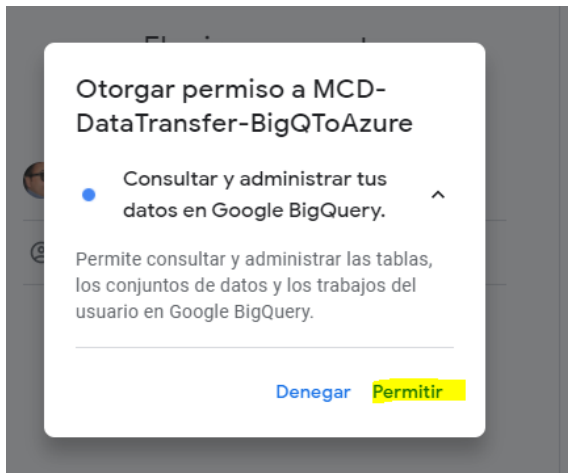 Otorgar permiso a MCD-
DataTransfer-BigQToAzure
Consultar y administrar tus
datos en Google BigQuery.
Permite consultar y administrar las tablas,
los conjuntos de datos y los trabajos del
usuario en Google BigQuery.
Denegar Permitir